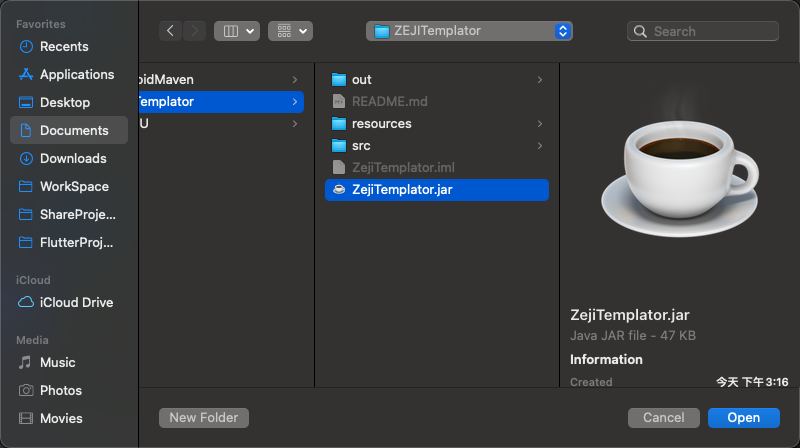 Favorites
Recents
Applications
Desktop
Documents
Downloads
WorkSpace
ShareProje...
FlutterProj...
iCloud
iCloud Drive
Media
Music
Photos
Movies
ZEJITemplator
Search
oidMaven
Templator
U
out
README.md
resources
src
ZejiTemplator.iml
ZejiTemplator.jar
ZejiTemplator.jar
Java JAR file - 47 KB
Information
Created 今天 下午3:16
New Folder
Cancel
Open